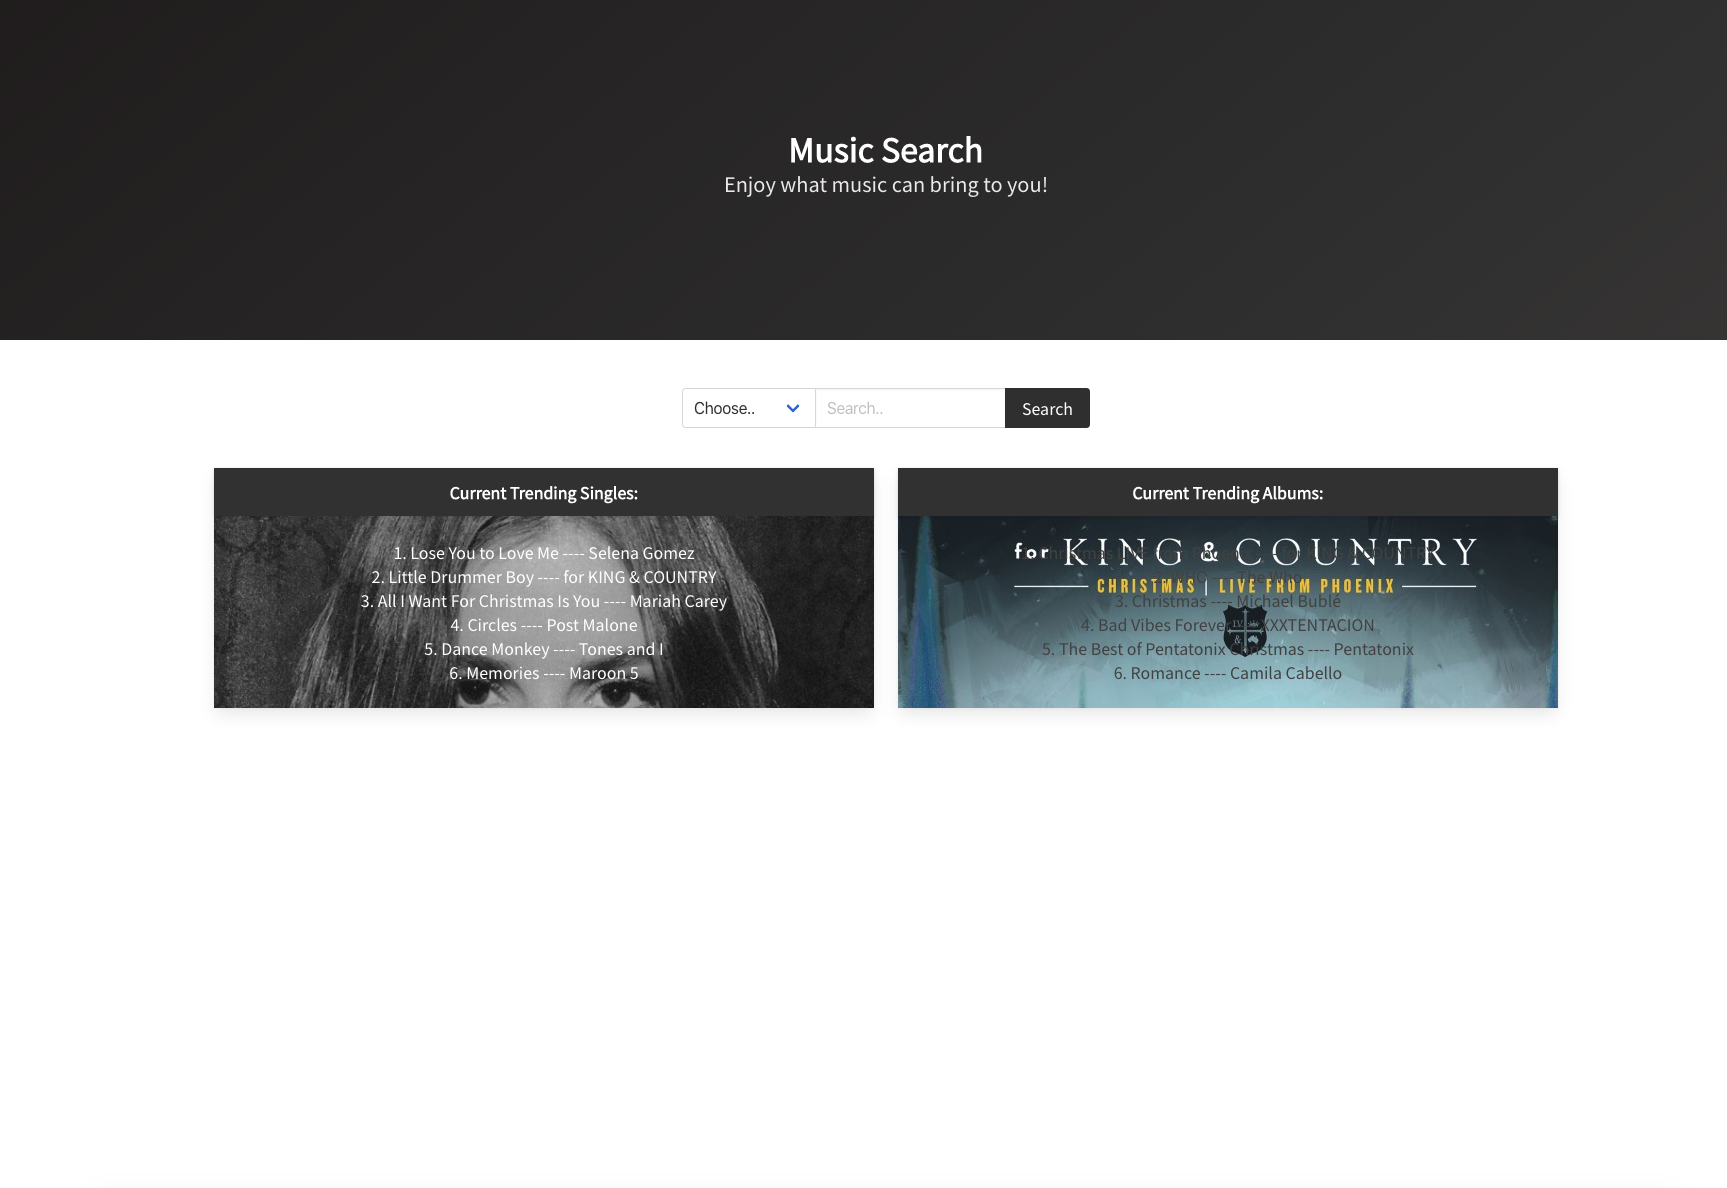 Music Search
Enjoy what music can bring to you!
Choose..
Search..
Search
Current Trending Singles:
1. Lose You to Love Me ---- Selena Gomez
2. Little Drummer Boy ---- for KING & COUNTRY
3. All I Want For Christmas Is You ---- Mariah Carey
4. Circles ---- Post Malone
5. Dance Monkey ---- Tones and I
6. Memories ---- Maroon 5
Current Trending Albums:
for KING & COUNTRY
CHRISTMAS | LIVE FROM PHOENIX
3. Christmas ---- Michael Bublé
4. Bad Vibes Forever XXXTENTACION
5. The Best of Pentatonix Christmas ---- Pentatonix
6. Romance ---- Camila Cabello